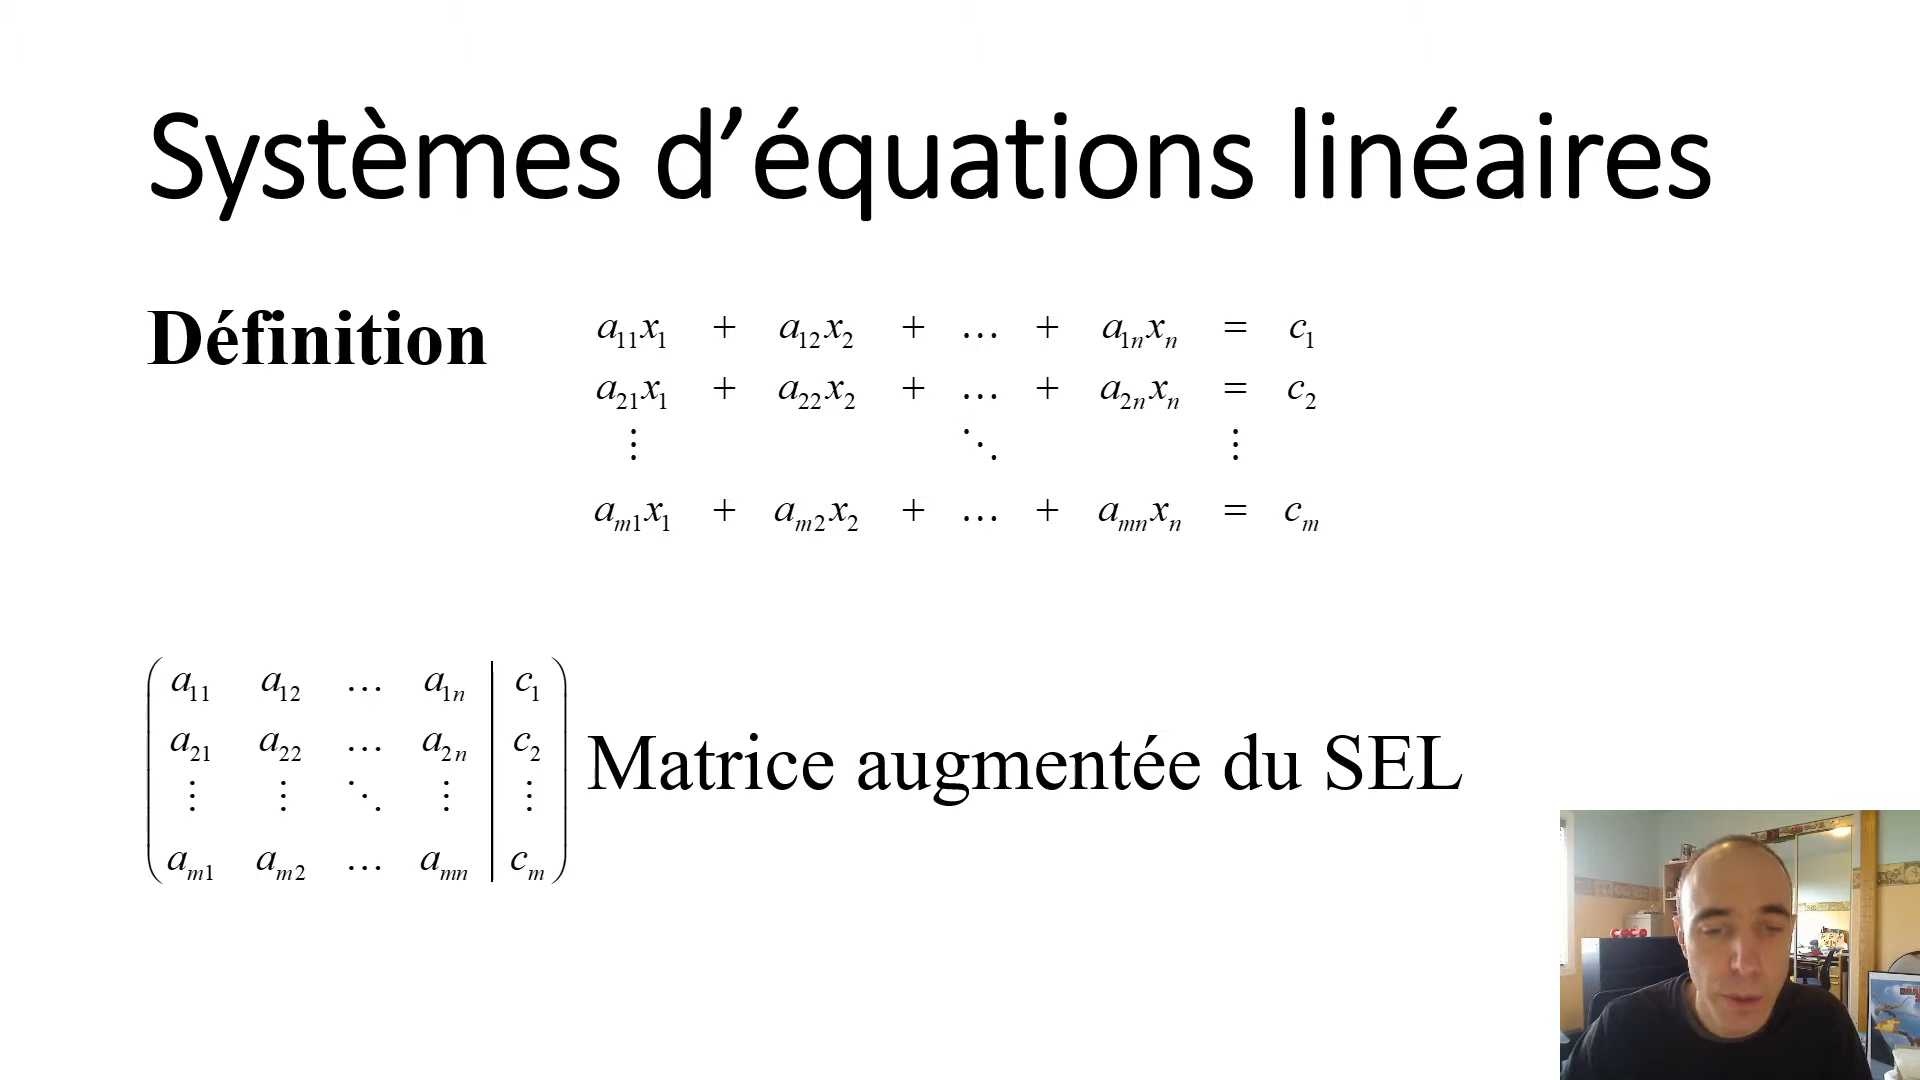 Systèmes d’équations linéaires
Définition
a₁₁x₁ + a₁₂x₂ + … + a₁ₙxₙ = c₁
a₂₁x₁ + a₂₂x₂ + … + a₂ₙxₙ = c₂
⋮ ⋱ ⋮
aₘ₁x₁ + aₘ₂x₂ + … + aₘₙxₙ = cₘ
a₁₁ a₁₂ … a₁ₙ | c₁
a₂₁ a₂₂ … a₂ₙ | c₂
⋮ ⋮ ⋱ ⋮ | ⋮
aₘ₁ aₘ₂ … aₘₙ | cₘ
Matrice augmentée du SEL